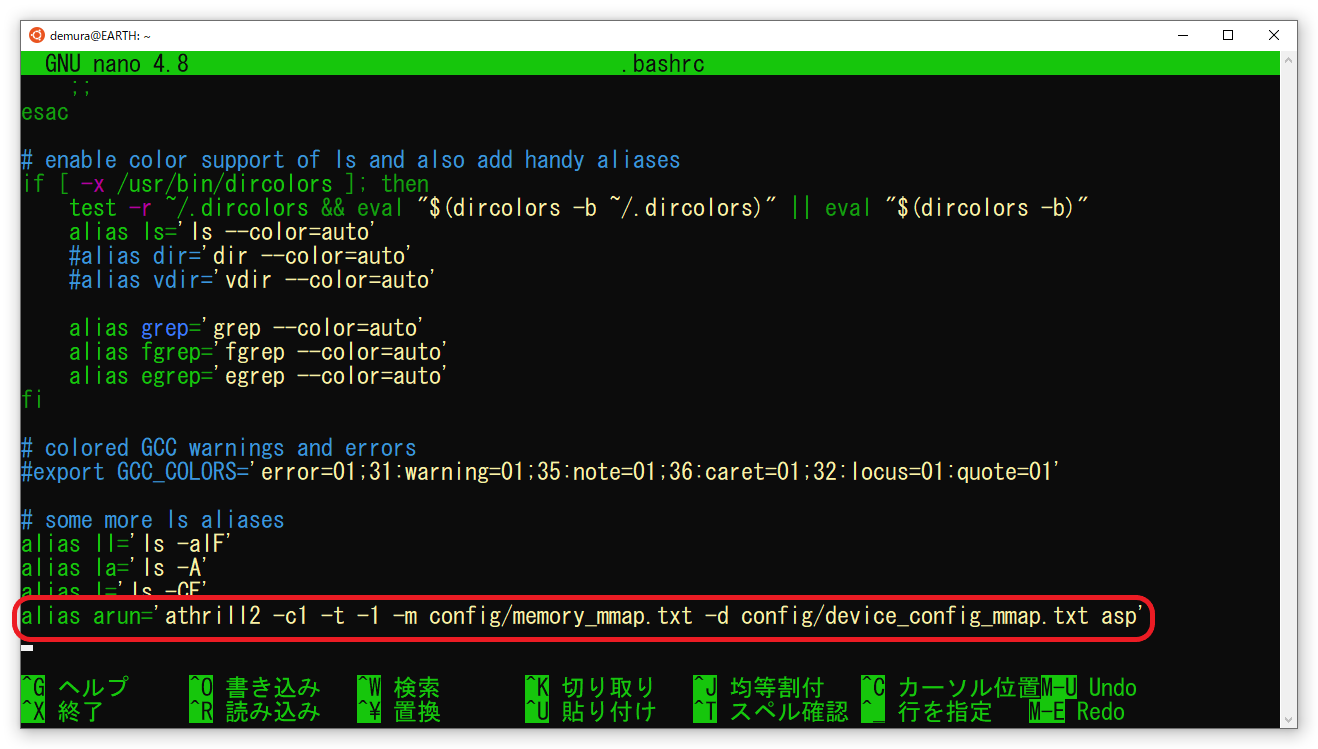 demura@EARTH: ~
GNU nano 4.8 .bashrc
;;
esac
# enable color support of ls and also add handy aliases
if [ -x /usr/bin/dircolors ]; then
test -r ~/.dircolors && eval "$(dircolors -b ~/.dircolors)" || eval "$(dircolors -b)"
alias ls='ls --color=auto'
#alias dir='dir --color=auto'
#alias vdir='vdir --color=auto'
alias grep='grep --color=auto'
alias fgrep='fgrep --color=auto'
alias egrep='egrep --color=auto'
fi
# colored GCC warnings and errors
#export GCC_COLORS='error=01;31:warning=01;35:note=01;36:caret=01;32:locus=01:quote=01'
# some more ls aliases
alias ll='ls -alF'
alias la='ls -A'
alias l='ls -CF'
alias arun='athrill2 -c1 -t -1 -m config/memory_mmap.txt -d config/device_config_mmap.txt asp'
^G ヘルプ ^O 書き込み ^W 検索 ^K 切り取り ^J 均等割付 ^C カーソル位置 M-U Undo
^X 終了 ^R 読み込み ^¥ 置換 ^U 貼り付け ^T スペル確認 ^_ 行を指定 M-E Redo